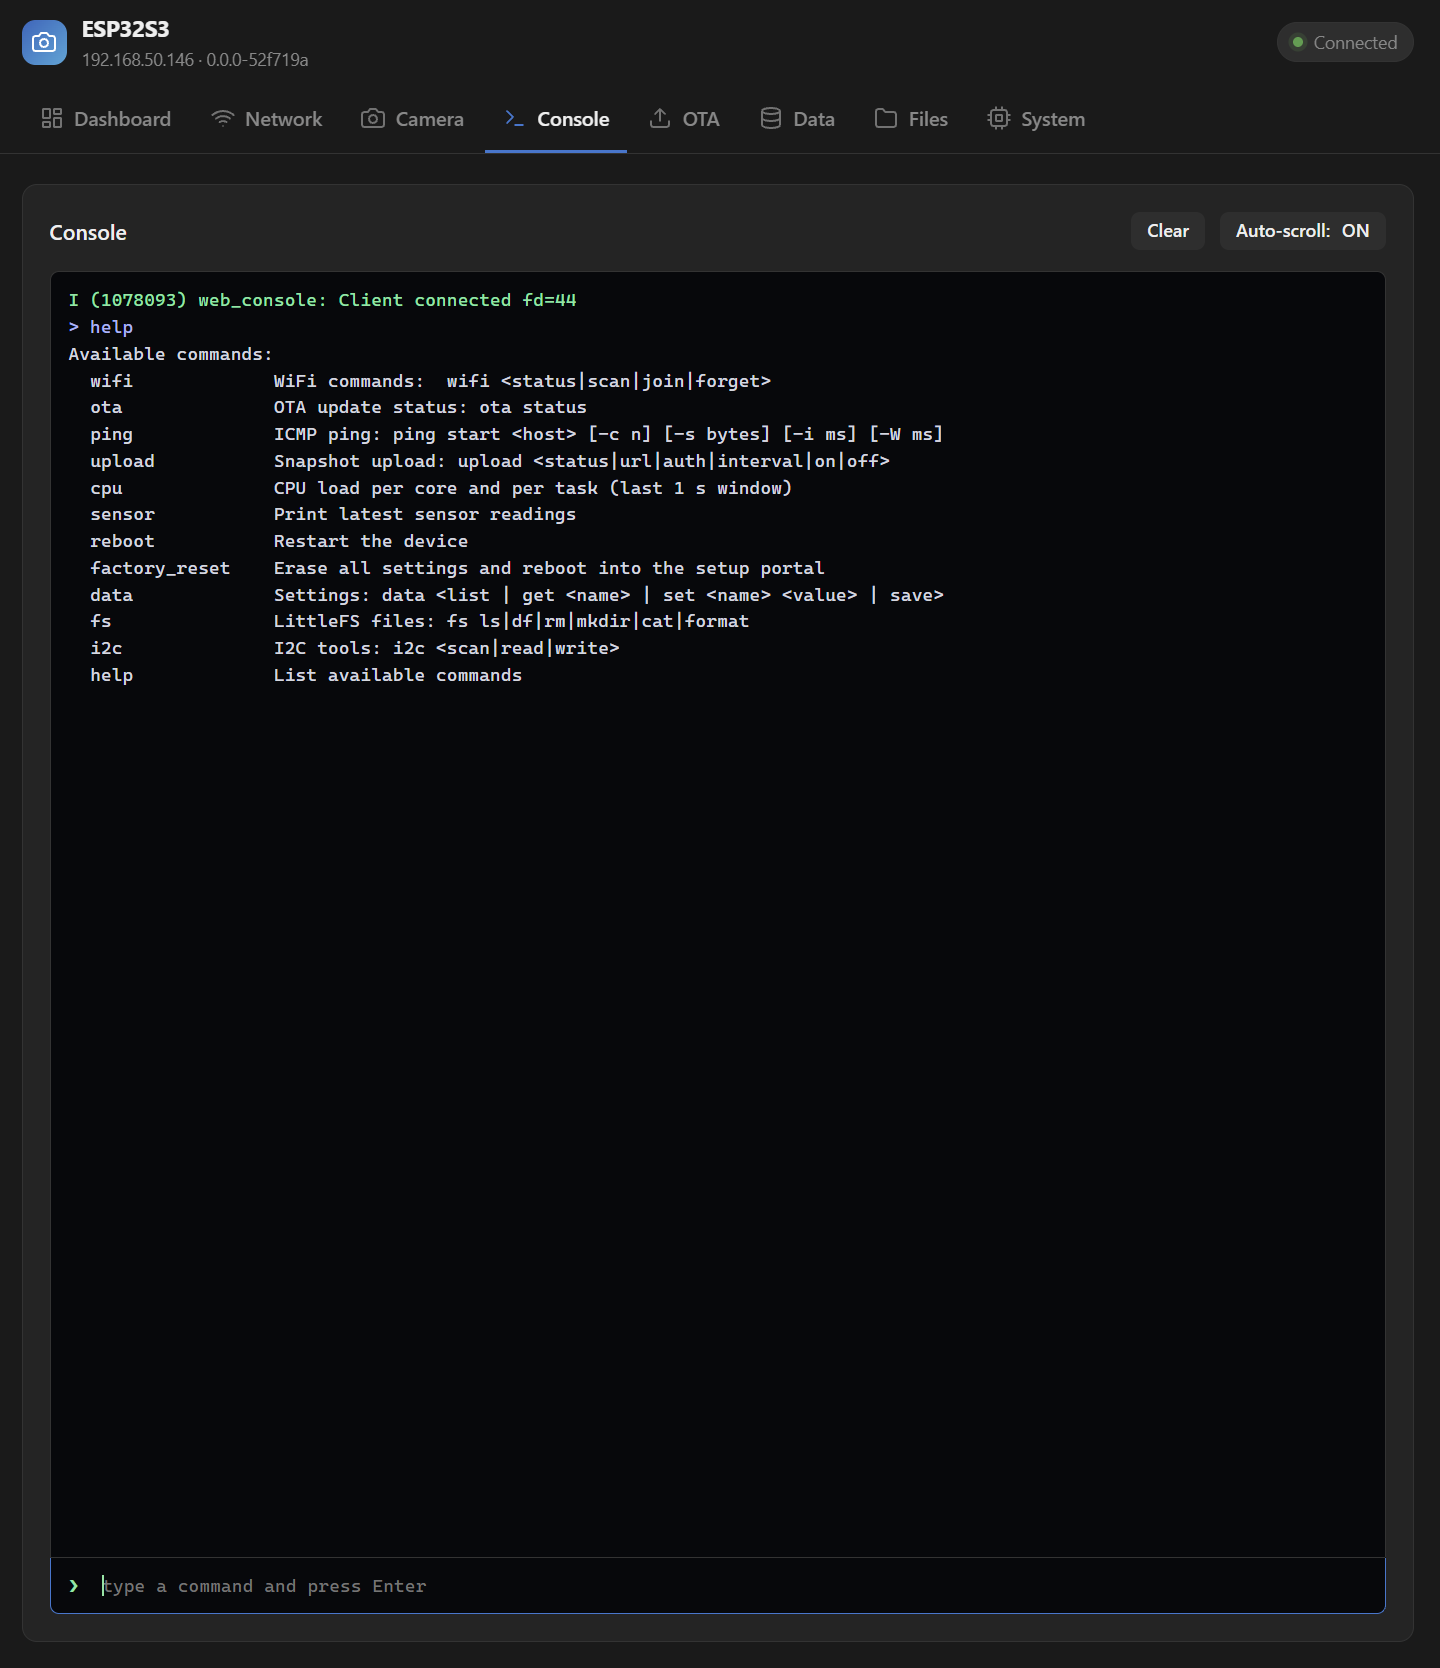 ESP32S3
192.168.50.146 · 0.0.0-52f719a
Connected
Dashboard Network Camera Console OTA Data Files System
Console
Clear Auto-scroll: ON
I (1078093) web_console: Client connected fd=44
> help
Available commands:
wifi WiFi commands: wifi <status|scan|join|forget>
ota OTA update status: ota status
ping ICMP ping: ping start <host> [-c n] [-s bytes] [-i ms] [-W ms]
upload Snapshot upload: upload <status|url|auth|interval|on|off>
cpu CPU load per core and per task (last 1 s window)
sensor Print latest sensor readings
reboot Restart the device
factory_reset Erase all settings and reboot into the setup portal
data Settings: data <list | get <name> | set <name> <value> | save>
fs LittleFS files: fs ls|df|rm|mkdir|cat|format
i2c I2C tools: i2c <scan|read|write>
help List available commands
❯ type a command and press Enter